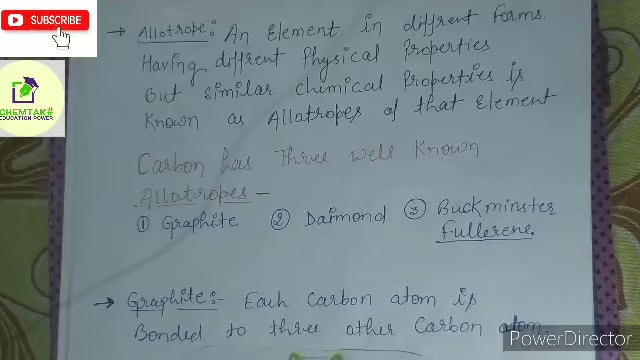 SUBSCRIBE
→ Allotrope: An Element in diffrent forms.
Having diffrent Physical Properties
But similar chemical Properties is
Known as Allatropes of that Element
CHEMTAK#
EDUCATION POWER
Carbon has three well Known
Allotropes –
① Graphite ② Daimond ③ Buckminster
Fullerene.
→ Graphite:- Each Carbon atom is
Bonded to three other Carbon atom
PowerDirector